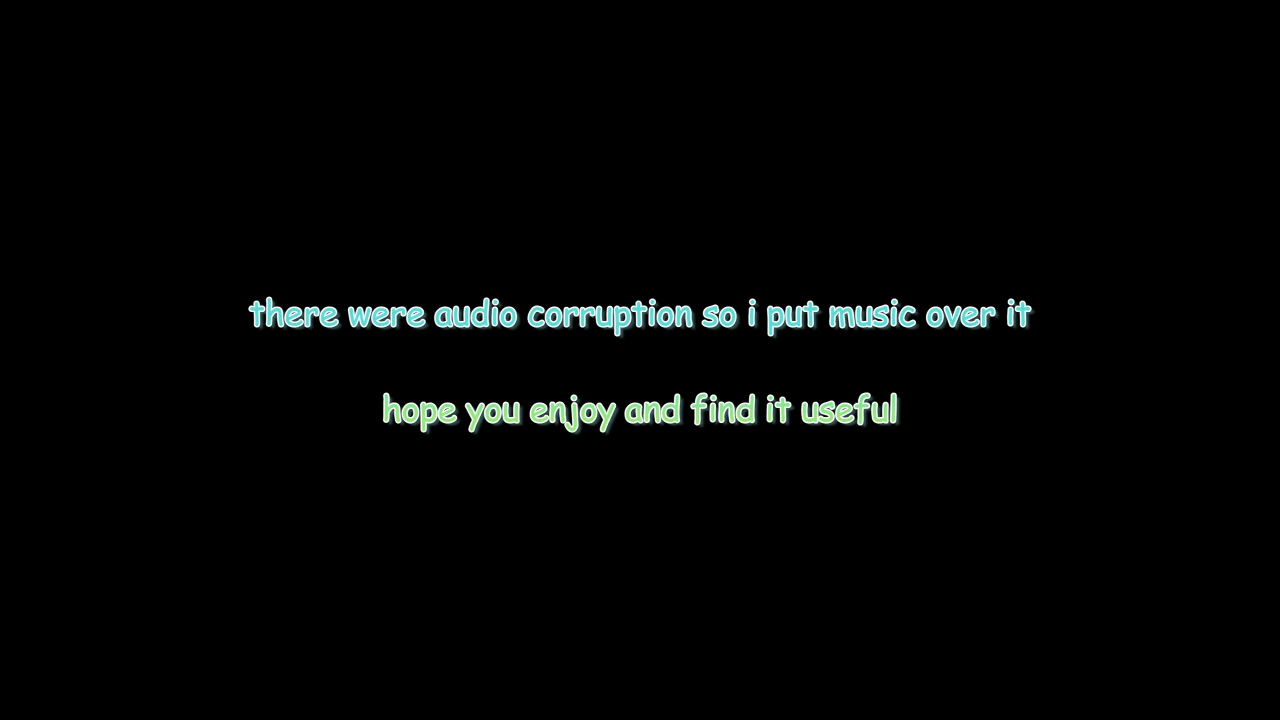 there were audio corruption so i put music over it
hope you enjoy and find it useful